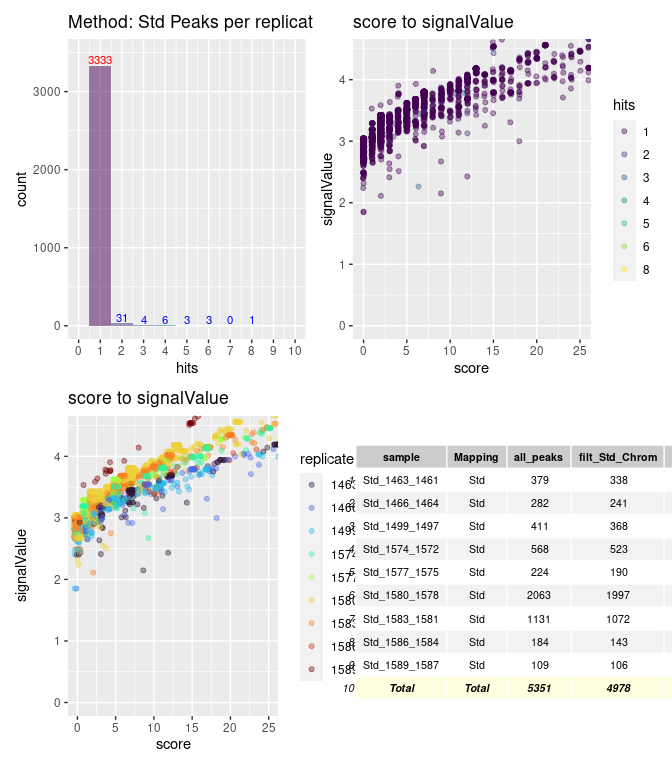 Method: Std Peaks per replicat
count
3000
2000
1000
0
3333
31
4
6
3
3
0
1
0 1 2 3 4 5 6 7 8 9 10
hits
score to signalValue
signalValue
4
3
2
1
0
0 5 10 15 20 25
score
hits
1
2
3
4
5
6
8
score to signalValue
signalValue
4
3
2
1
0
0 5 10 15 20 25
score
replicate
sample Mapping all_peaks filt_Std_Chrom
Std_1463_1461 Std 379 338
Std_1466_1464 Std 282 241
Std_1499_1497 Std 411 368
Std_1574_1572 Std 568 523
Std_1577_1575 Std 224 190
Std_1580_1578 Std 2063 1997
Std_1583_1581 Std 1131 1072
Std_1586_1584 Std 184 143
Std_1589_1587 Std 109 106
10 Total Total 5351 4978